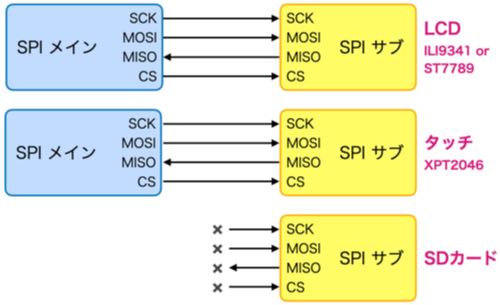 SPI メイン
SCK
MOSI
MISO
CS
SCK
MOSI
MISO
CS
SPI サブ
LCD
ILI9341 or
ST7789
SPI メイン
SCK
MOSI
MISO
CS
SCK
MOSI
MISO
CS
SPI サブ
タッチ
XPT2046
SCK
MOSI
MISO
CS
SPI サブ
SDカード